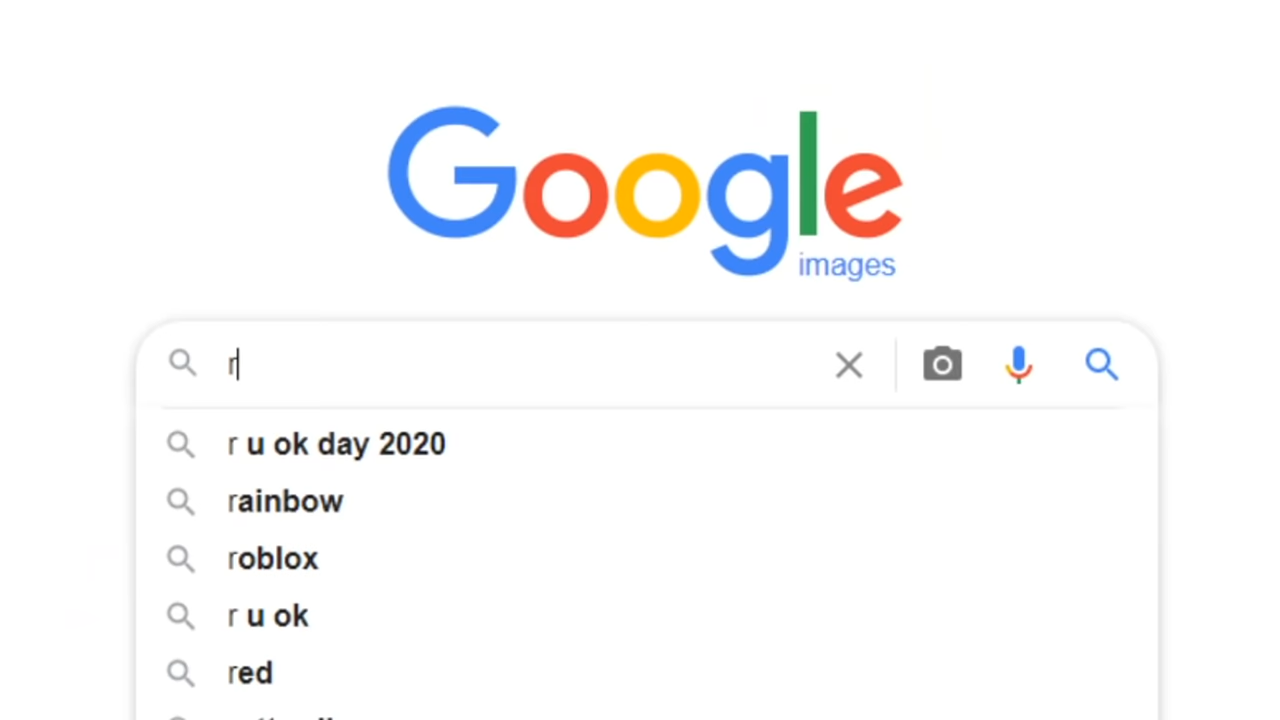 Google
images
r
r u ok day 2020
rainbow
roblox
r u ok
red